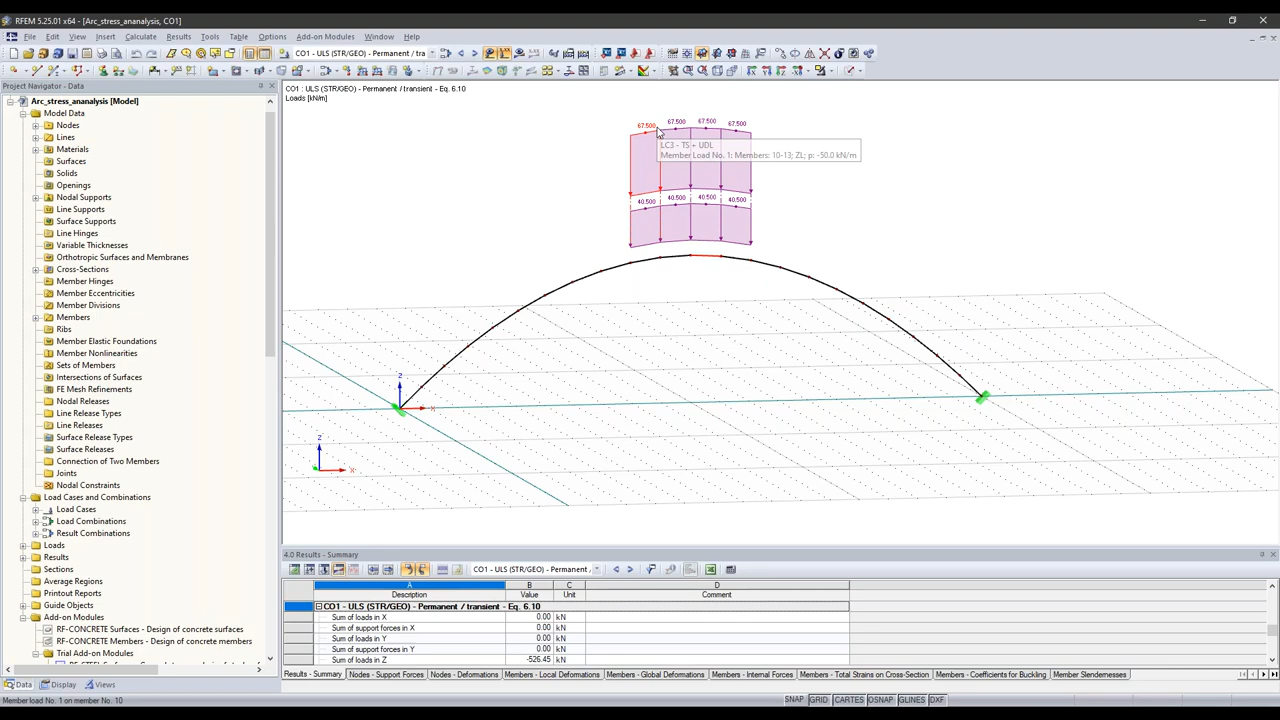 RFEM 5.25.01 x64 - [Arc_stress_ananalysis, CO1]
File Edit View Insert Calculate Results Tools Table Options Add-on Modules Window Help
CO1 - ULS (STR/GEO) - Permanent / tra
Project Navigator - Data
Arc_stress_ananalysis [Model]
Model Data
Nodes
Lines
Materials
Surfaces
Solids
Openings
Nodal Supports
Line Supports
Surface Supports
Line Hinges
Variable Thicknesses
Orthotropic Surfaces and Membranes
Cross-Sections
Member Hinges
Member Eccentricities
Member Divisions
Members
Ribs
Member Elastic Foundations
Member Nonlinearities
Sets of Members
Intersections of Surfaces
FE Mesh Refinements
Nodal Releases
Line Release Types
Line Releases
Surface Release Types
Surface Releases
Connection of Two Members
Joints
Nodal Constraints
Load Cases and Combinations
Load Cases
Load Combinations
Result Combinations
Loads
Results
Sections
Average Regions
Printout Reports
Guide Objects
Add-on Modules
RF-CONCRETE Surfaces - Design of concrete surfaces
RF-CONCRETE Members - Design of concrete members
Trial Add-on Modules
Data Display Views
CO1 : ULS (STR/GEO) - Permanent / transient - Eq. 6.10
Loads [kN/m]
67.500 67.500 67.500 67.500
LC3 - TS + UDL
Member Load No. 1: Members: 10-13; ZL; p: -50.0 kN/m
40.500 40.500 40.500 40.500
Z
X
Z
X
4.0 Results - Summary
CO1 - ULS (STR/GEO) - Permanent /
A B C D
Description Value Unit Comment
CO1 - ULS (STR/GEO) - Permanent / transient - Eq. 6.10
Sum of loads in X 0.00 kN
Sum of support forces in X 0.00 kN
Sum of loads in Y 0.00 kN
Sum of support forces in Y 0.00 kN
Sum of loads in Z -526.45 kN
Results - Summary Nodes - Support Forces Nodes - Deformations Members - Local Deformations Members - Global Deformations Members - Internal Forces Members - Total Strains on Cross-Section Members - Coefficients for Buckling Member Slendernesses
Member load no. 1 on member No. 10
SNAP GRID CARTES OSNAP GLINES DXF